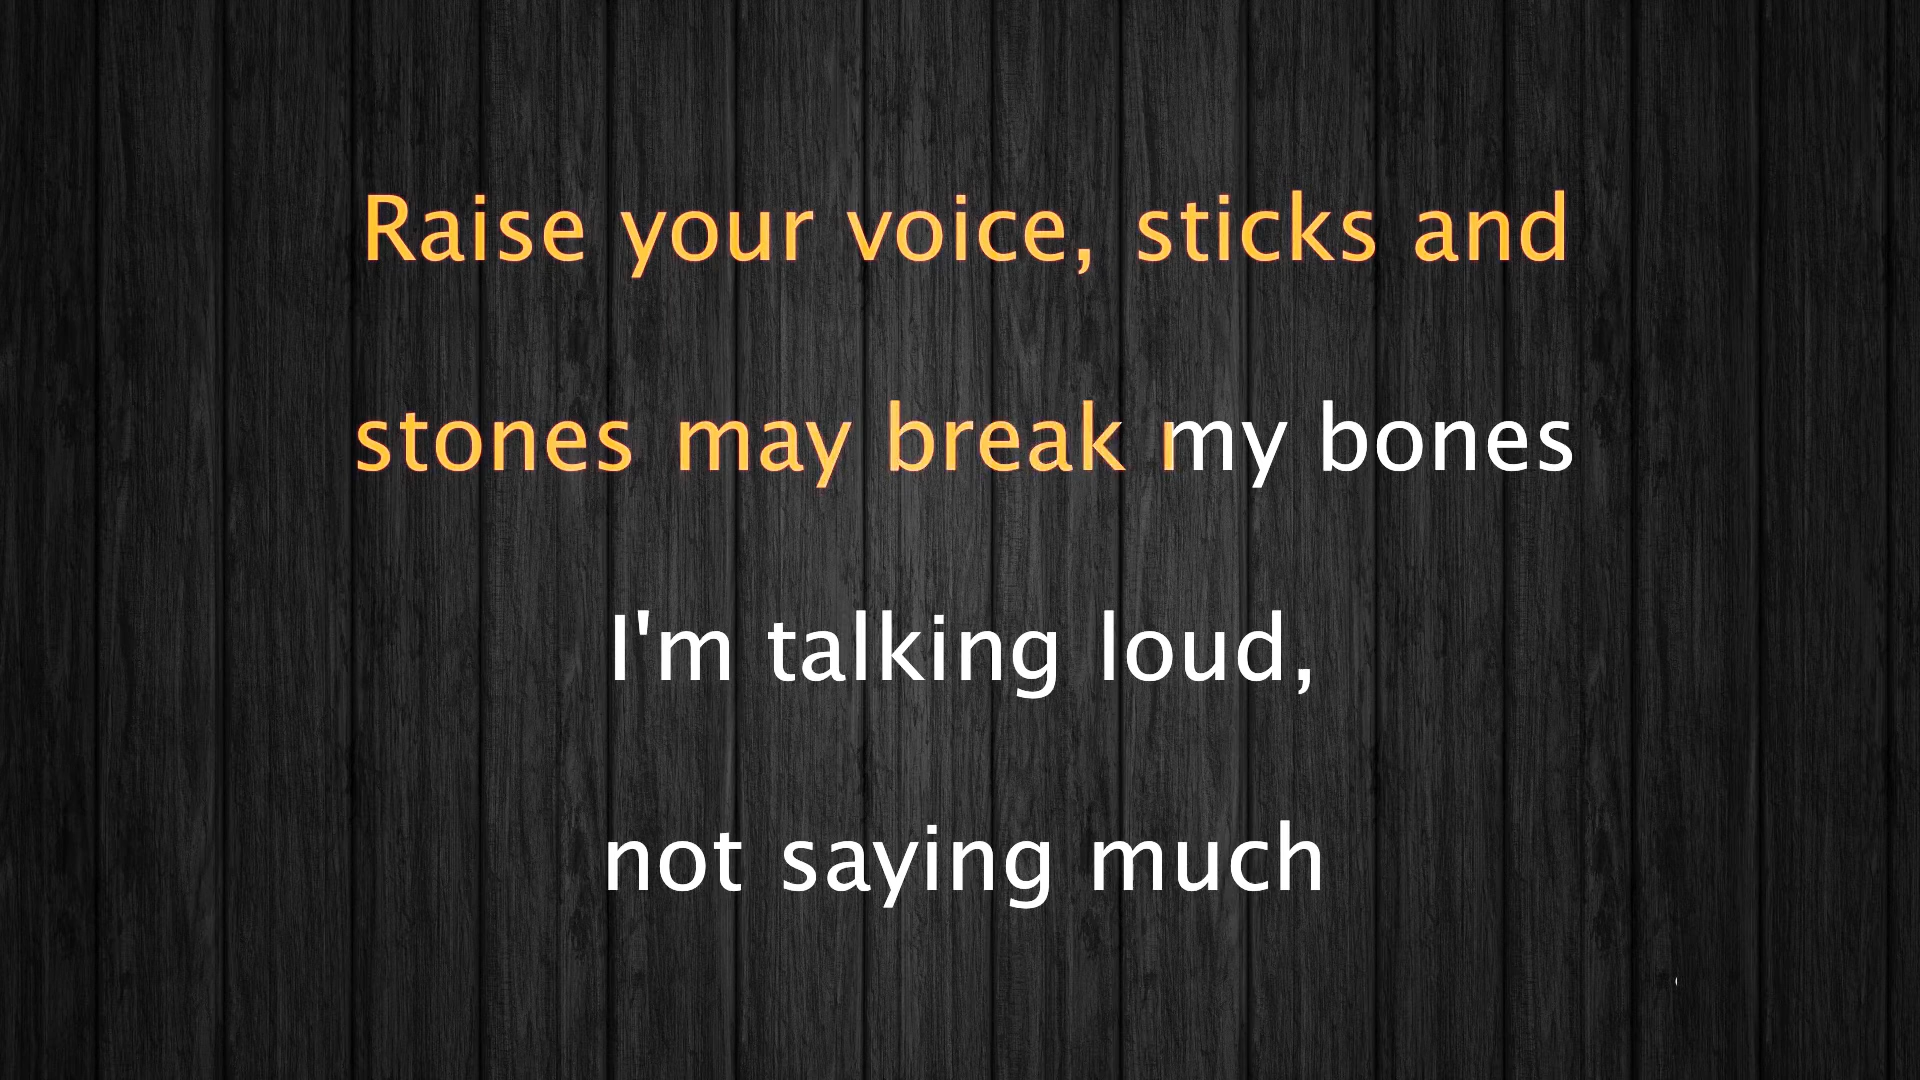 Raise your voice, sticks and
stones may break my bones
I'm talking loud,
not saying much